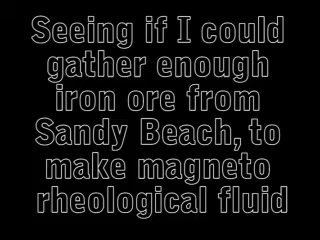 Seeing if I could
gather enough
iron ore from
Sandy Beach, to
make magneto
rheological fluid